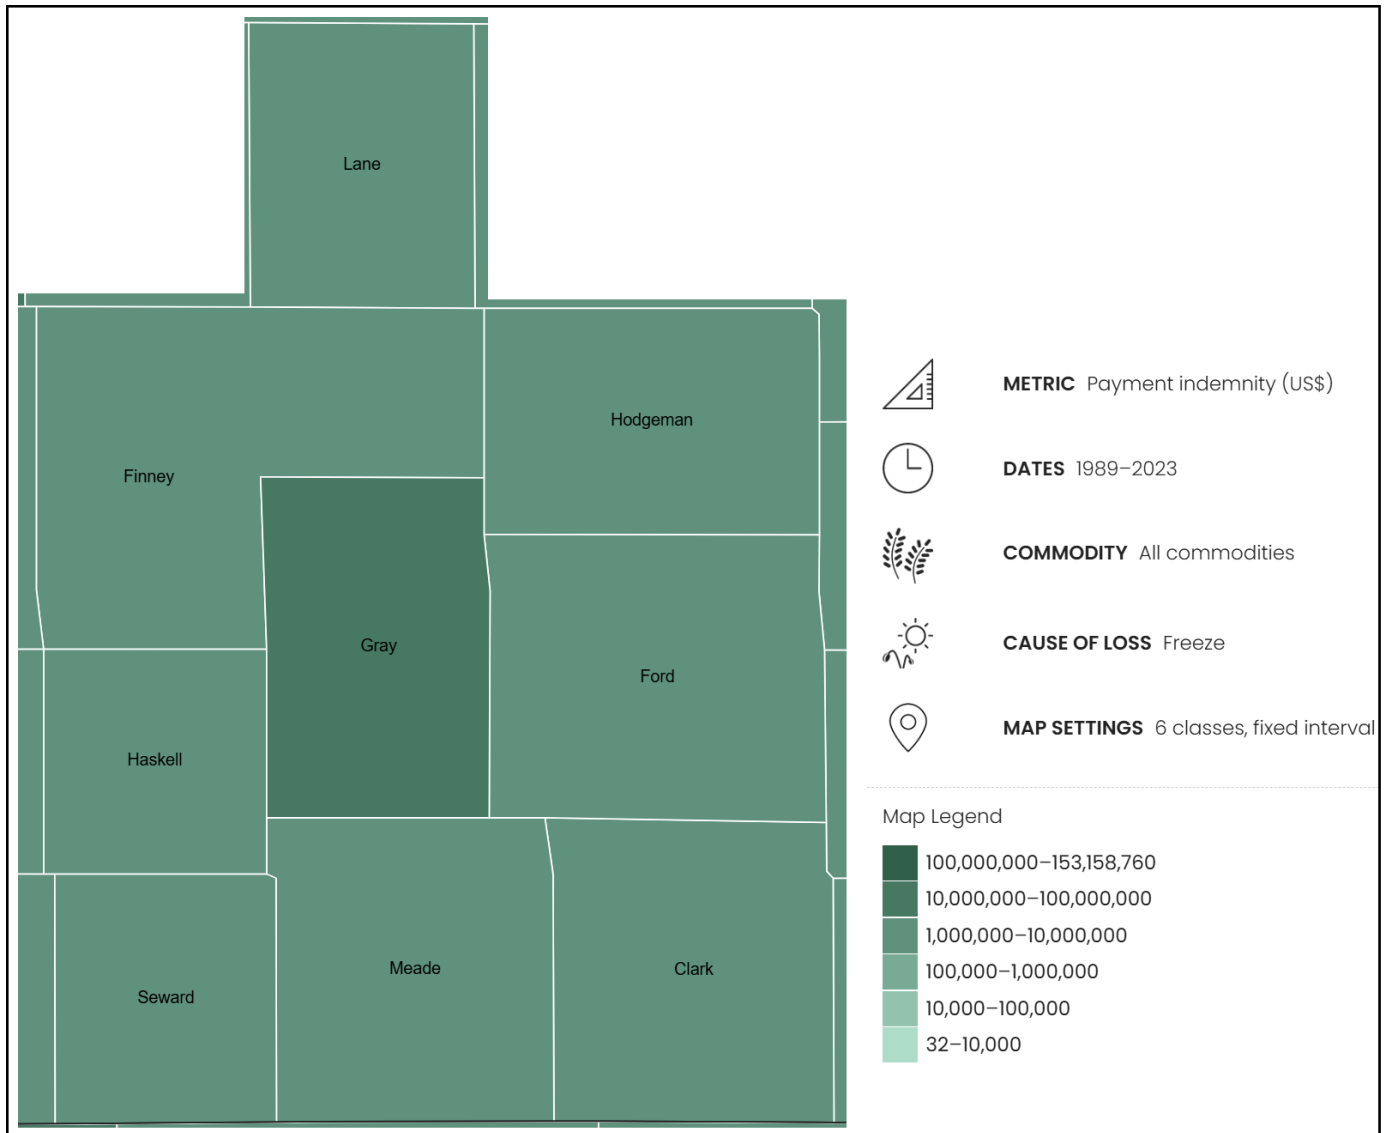 Lane
Hodgeman
Finney
Gray
Ford
Haskell
Meade
Clark
Seward
METRIC Payment indemnity (US$)
DATES 1989–2023
COMMODITY All commodities
CAUSE OF LOSS Freeze
MAP SETTINGS 6 classes, fixed interval
Map Legend
100,000,000–153,158,760
10,000,000–100,000,000
1,000,000–10,000,000
100,000–1,000,000
10,000–100,000
32–10,000